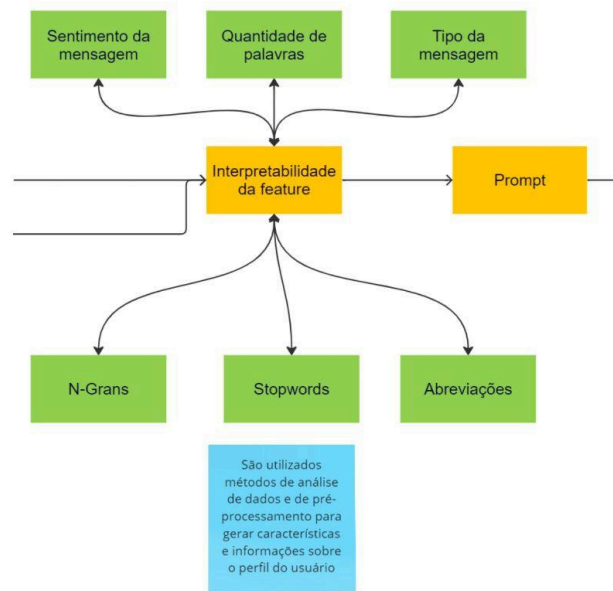 Sentimento da
mensagem
Quantidade de
palavras
Tipo da
mensagem
Interpretabilidade
da feature
Prompt
N-Grans
Stopwords
Abreviações
São utilizados
métodos de análise
de dados e de pré-
processamento para
gerar características
e informações sobre
o perfil do usuário